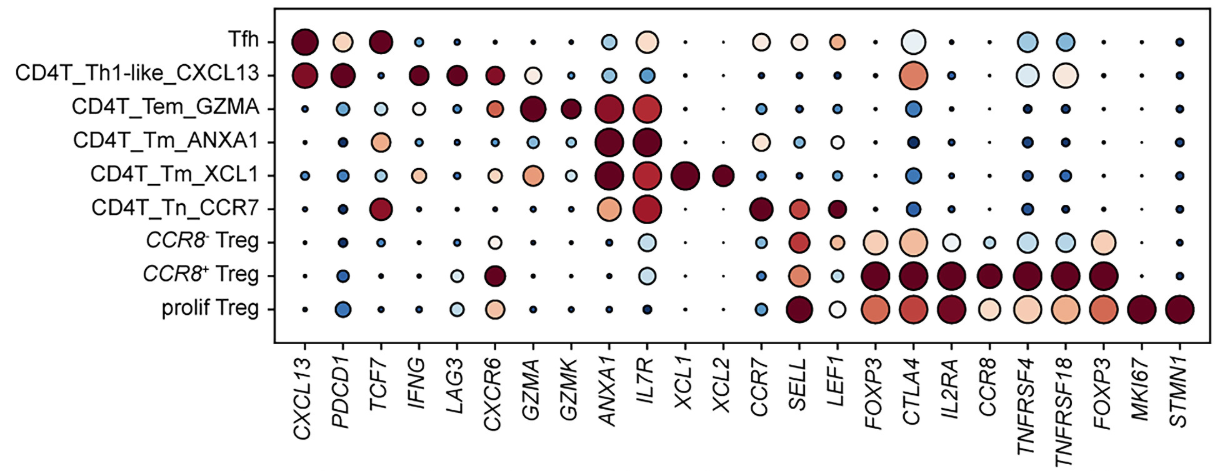 Tfh
CD4T_Th1-like_CXCL13
CD4T_Tem_GZMA
CD4T_Tm_ANXA1
CD4T_Tm_XCL1
CD4T_Tn_CCR7
CCR8⁻ Treg
CCR8⁺ Treg
prolif Treg
CXCL13
PDCD1
TCF7
IFNG
LAG3
CXCR6
GZMA
GZMK
ANXA1
IL7R
XCL1
XCL2
CCR7
SELL
LEF1
FOXP3
CTLA4
IL2RA
CCR8
TNFRSF4
TNFRSF18
FOXP3
MKI67
STMN1